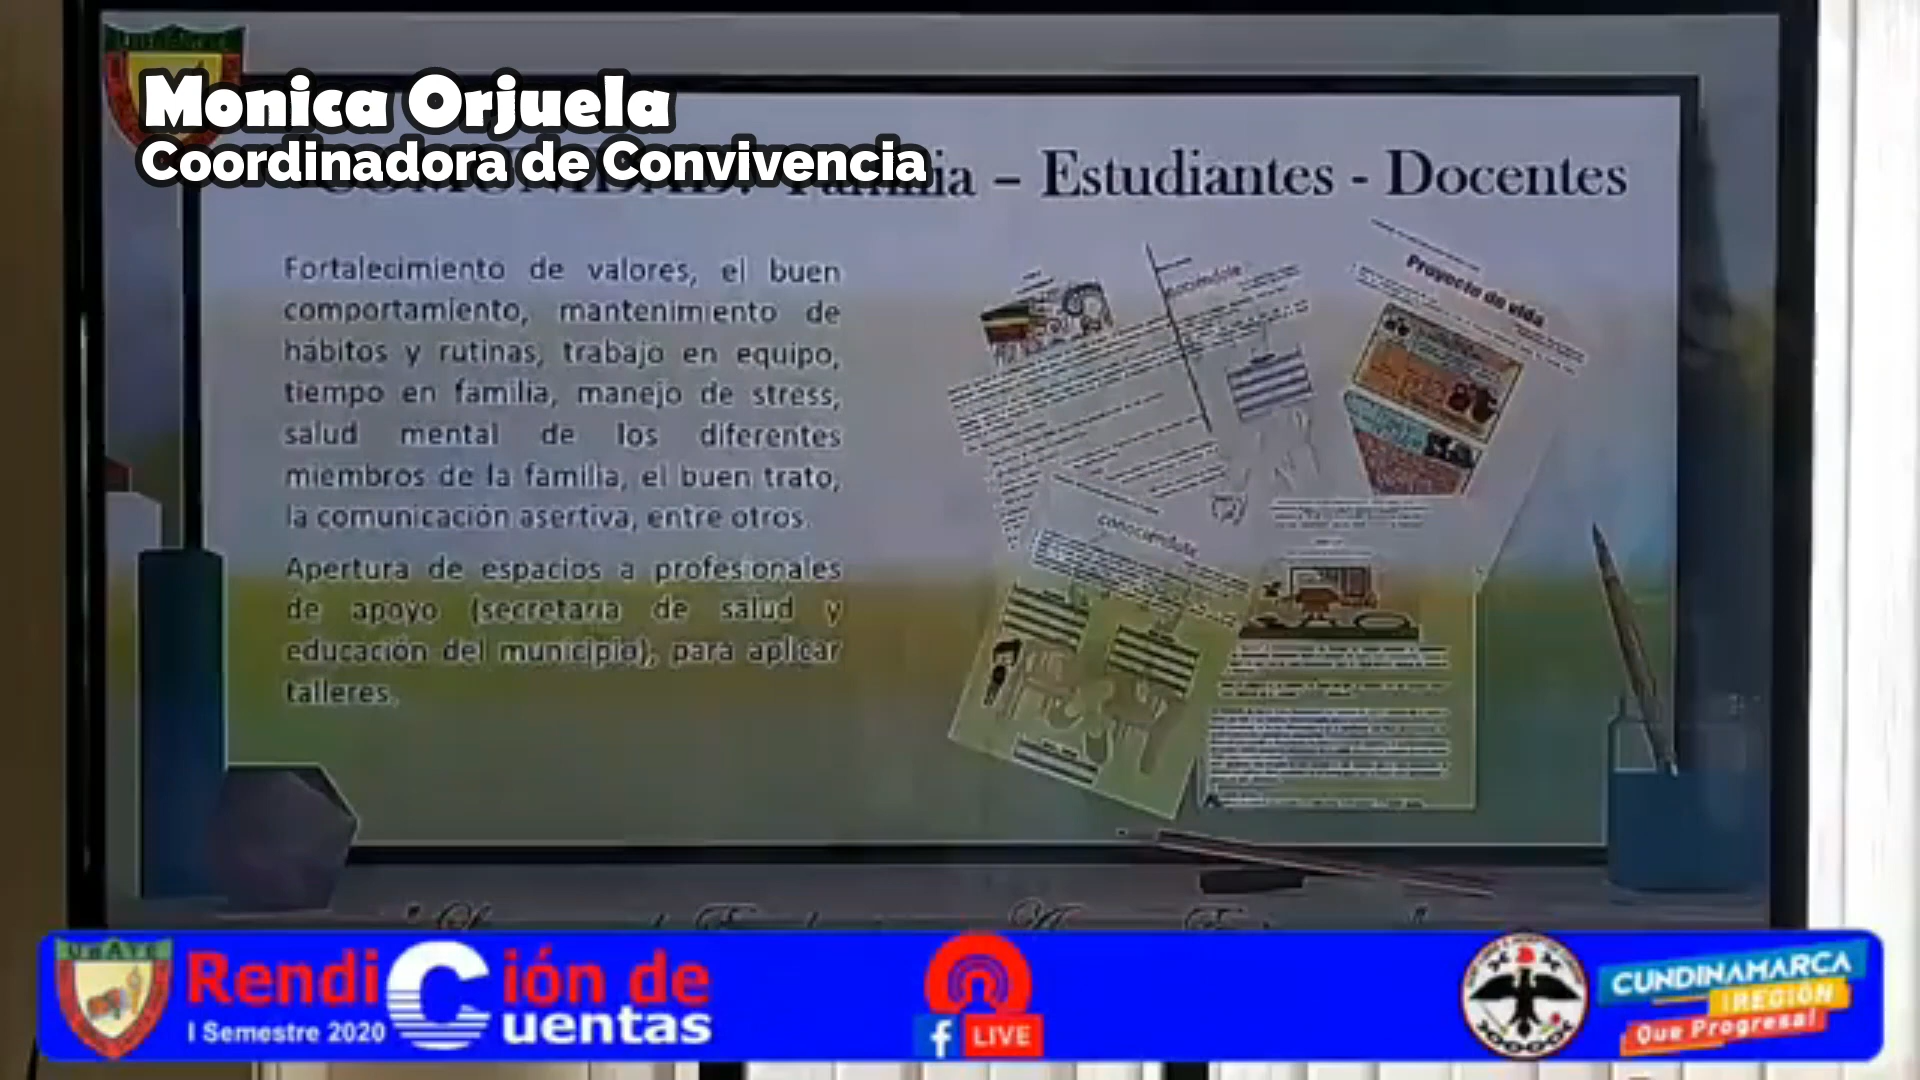 Monica Orjuela
Coordinadora de Convivencia
– Estudiantes - Docentes
Fortalecimiento de valores, el buen
comportamiento, mantenimiento de
hábitos y rutinas, trabajo en equipo,
tiempo en familia, manejo de stress,
salud mental de los diferentes
miembros de la familia, el buen trato,
la comunicación asertiva, entre otros.
Apertura de espacios a profesionales
de apoyo (secretaria de salud y
educación del municipio), para aplicar
talleres.
Proyecto de vida
conociendote
UBATE
Rendición de
Cuentas
I Semestre 2020
f LIVE
CUNDINAMARCA
¡REGIÓN
Que Progresa!